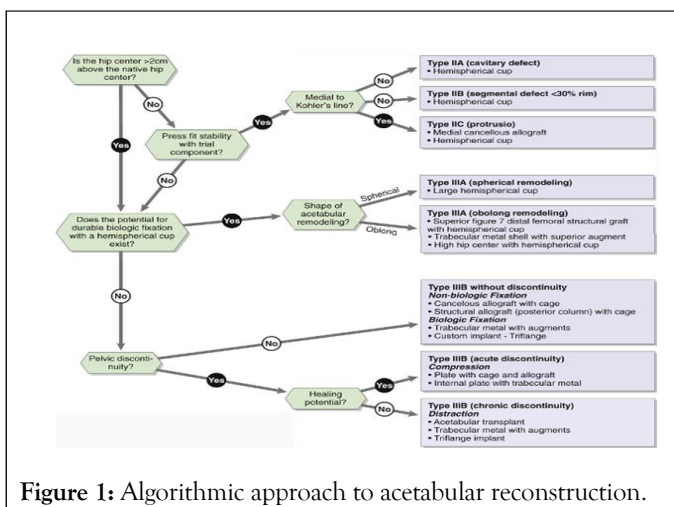 Is the hip center >2cm
above the native hip
center?
No
Yes
Press fit stability
with trial
component?
Yes
No
Medial to
Kohler's line?
No
No
Yes
Type IIA (cavitary defect)
• Hemispherical cup
Type IIB (segmental defect <30% rim)
• Hemispherical cup
Type IIC (protrusio)
• Medial cancellous allograft
• Hemispherical cup
Does the potential for
durable biologic fixation
with a hemispherical cup
exist?
Yes
No
Shape of
acetabular
remodeling?
Spherical
Oblong
Type IIIA (spherical remodeling)
• Large hemispherical cup
Type IIIA (obolong remodeling)
• Superior figure 7 distal femoral structural graft
with hemispherical cup
• Trabecular metal shell with superior augment
• High hip center with hemispherical cup
Pelvic disconti-
nuity?
No
Yes
Type IIIB without discontinuity
Non-biologic Fixation
• Cancelous allograft with cage
• Structural allograft (posterior column) with cage
Biologic Fixation
• Trabecular metal with augments
• Custom implant - Triflange
Healing
potential?
Yes
No
Type IIIB (acute discontinuity)
Compression
• Plate with cage and allograft
• Internal plate with trabecular motal
Type IIIB (chronic discontinuity)
Distraction
• Acetabular transplant
• Trabecular metal with augments
• Triflange implant
Figure 1: Algorithmic approach to acetabular reconstruction.